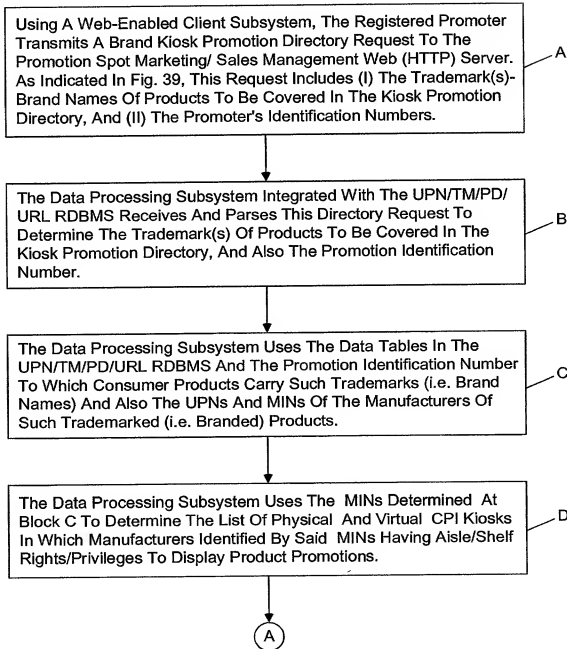 Using A Web-Enabled Client Subsystem, The Registered Promoter
Transmits A Brand Kiosk Promotion Directory Request To The
Promotion Spot Marketing/ Sales Management Web (HTTP) Server.
As Indicated In Fig. 39, This Request Includes (I) The Trademark(s)-
Brand Names Of Products To Be Covered In The Kiosk Promotion
Directory, And (II) The Promoter's Identification Numbers.
A
The Data Processing Subsystem Integrated With The UPN/TM/PD/
URL RDBMS Receives And Parses This Directory Request To
Determine The Trademark(s) Of Products To Be Covered In The
Kiosk Promotion Directory, And Also The Promotion Identification
Number.
B
The Data Processing Subsystem Uses The Data Tables In The
UPN/TM/PD/URL RDBMS And The Promotion Identification Number
To Which Consumer Products Carry Such Trademarks (i.e. Brand
Names) And Also The UPNs And MINs Of The Manufacturers Of
Such Trademarked (i.e. Branded) Products.
C
The Data Processing Subsystem Uses The MINs Determined At
Block C To Determine The List Of Physical And Virtual CPI Kiosks
In Which Manufacturers Identified By Said MINs Having Aisle/Shelf
Rights/Privileges To Display Product Promotions.
D
A